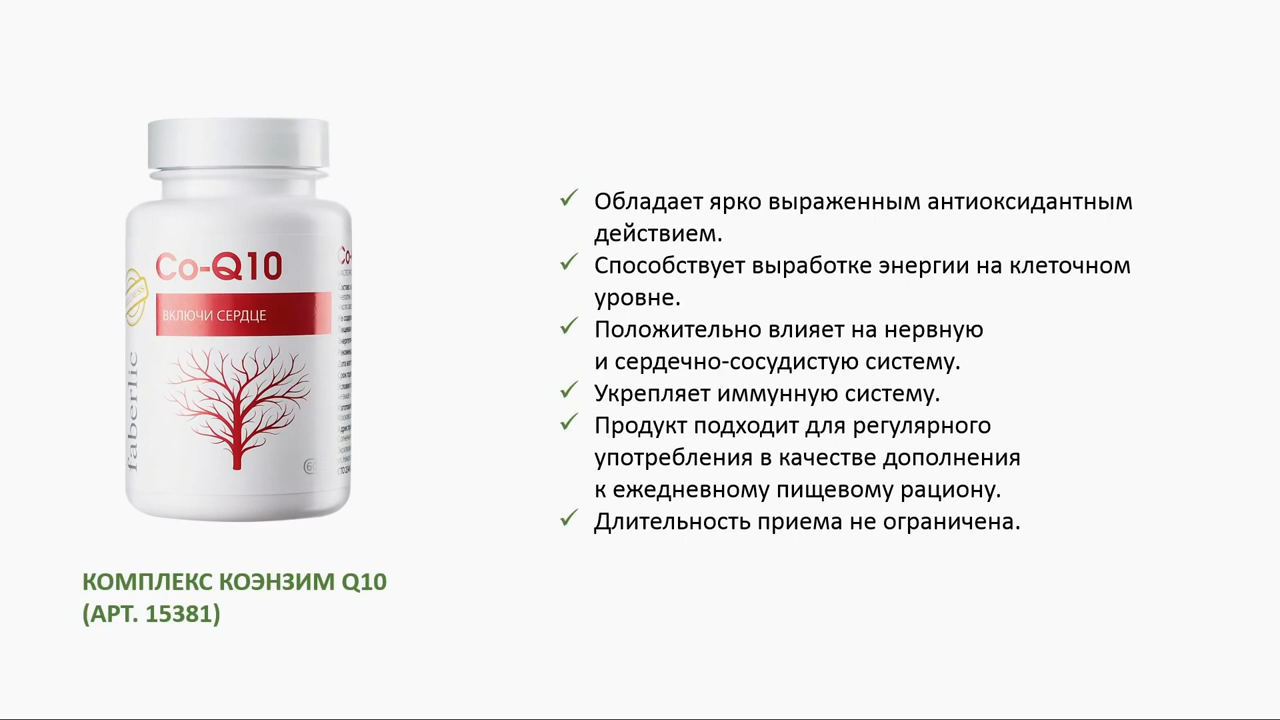 Co-Q10
ВКЛЮЧИ СЕРДЦЕ
faberlic
КОМПЛЕКС КОЭНЗИМ Q10
(АРТ. 15381)
✓ Обладает ярко выраженным антиоксидантным
действием.
✓ Способствует выработке энергии на клеточном
уровне.
✓ Положительно влияет на нервную
и сердечно-сосудистую систему.
✓ Укрепляет иммунную систему.
✓ Продукт подходит для регулярного
употребления в качестве дополнения
к ежедневному пищевому рациону.
✓ Длительность приема не ограничена.